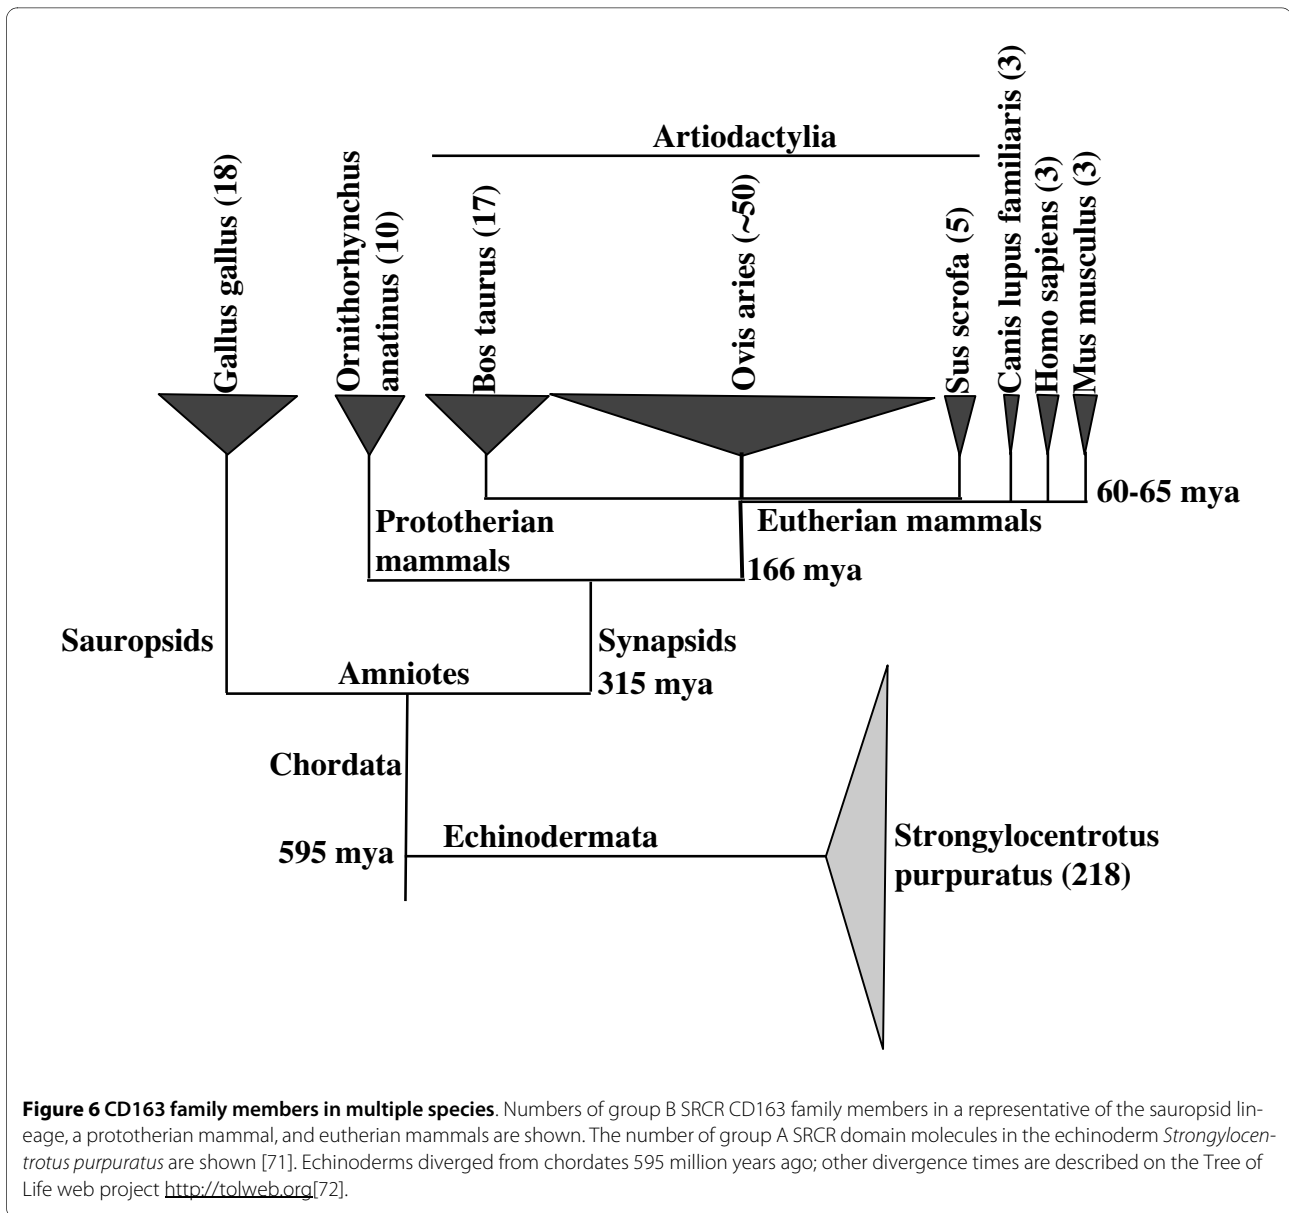 Artiodactylia
Gallus gallus (18)
Ornithorhynchus
anatinus (10)
Bos taurus (17)
Ovis aries (~50)
Sus scrofa (5)
Canis lupus familiaris (3)
Homo sapiens (3)
Mus musculus (3)
60-65 mya
Prototherian
mammals
Eutherian mammals
166 mya
Sauropsids
Synapsids
315 mya
Amniotes
Chordata
Echinodermata
595 mya
Strongylocentrotus
purpuratus (218)
Figure 6 CD163 family members in multiple species. Numbers of group B SRCR CD163 family members in a representative of the sauropsid lin-
eage, a prototherian mammal, and eutherian mammals are shown. The number of group A SRCR domain molecules in the echinoderm Strongylocen-
trotus purpuratus are shown [71]. Echinoderms diverged from chordates 595 million years ago; other divergence times are described on the Tree of
Life web project http://tolweb.org[72].